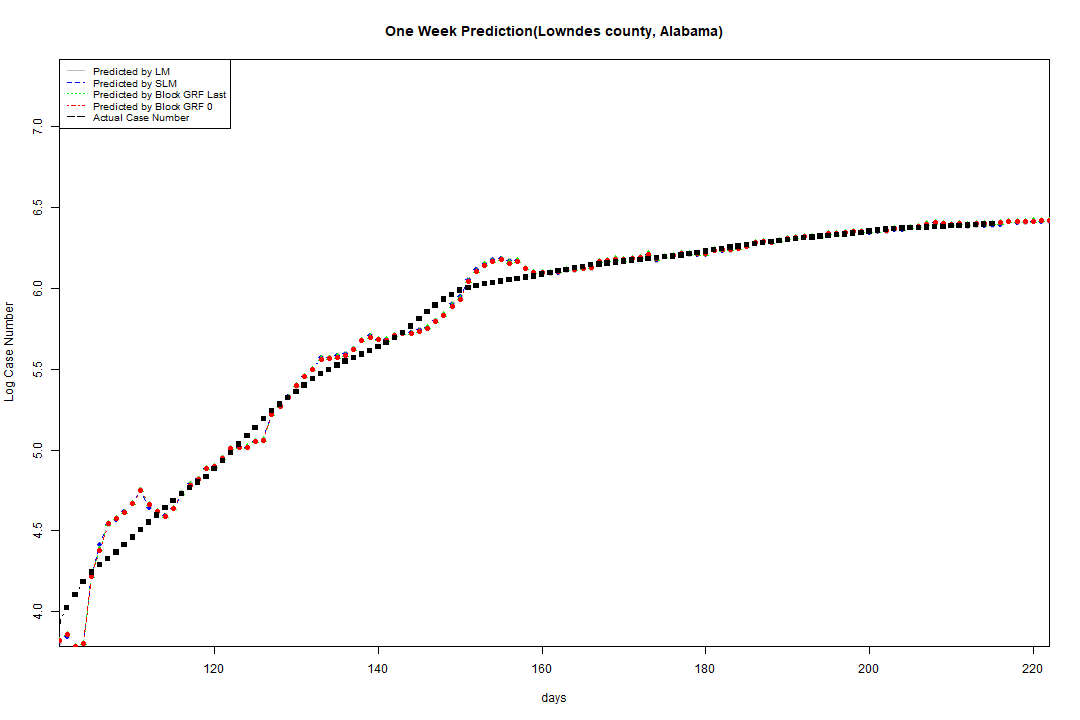 One Week Prediction(Lowndes county, Alabama)
Predicted by LM
Predicted by SLM
Predicted by Block GRF Last
Predicted by Block GRF 0
Actual Case Number
7.0
6.5
6.0
5.5
5.0
4.5
4.0
Log Case Number
120 140 160 180 200 220
days